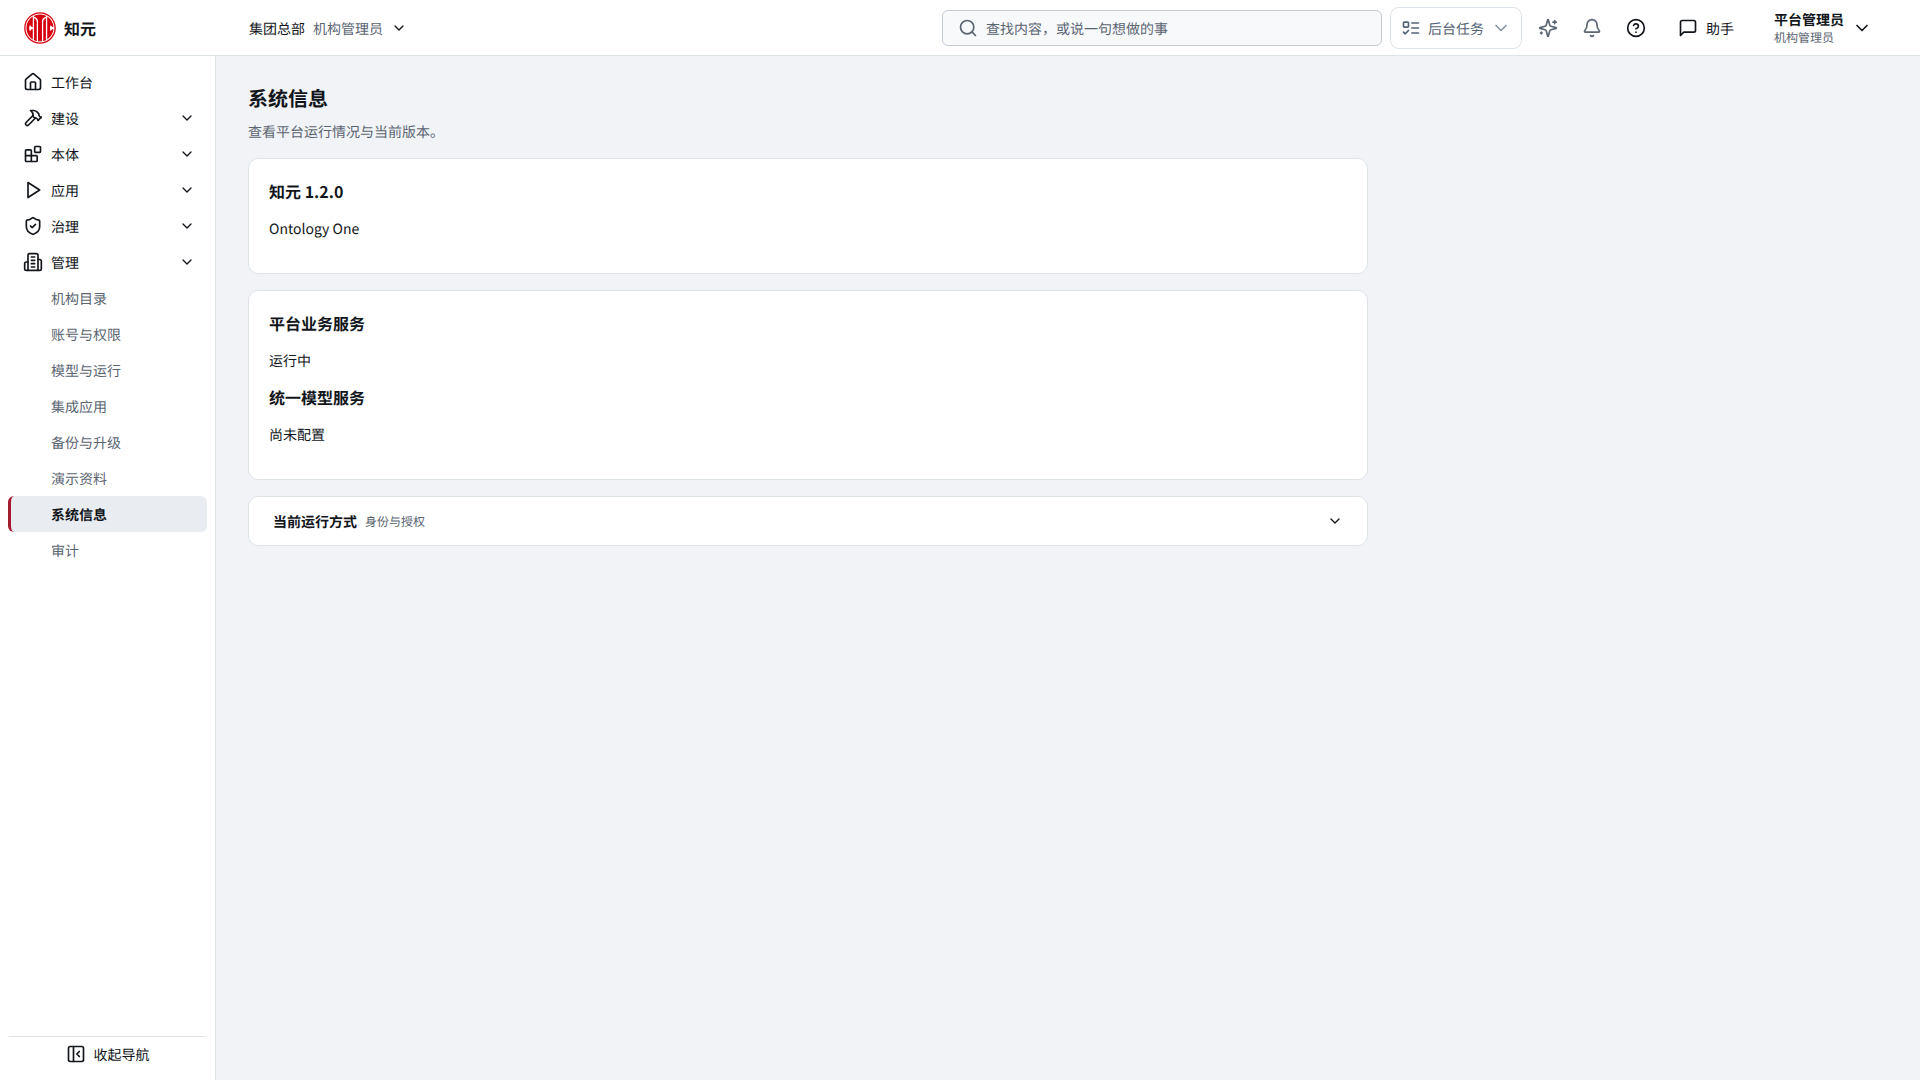 知元
集团总部 机构管理员
查找内容，或说一句想做的事
后台任务
助手
平台管理员
机构管理员
工作台
建设
本体
应用
治理
管理
机构目录
账号与权限
模型与运行
集成应用
备份与升级
演示资料
系统信息
审计
收起导航
系统信息
查看平台运行情况与当前版本。
知元 1.2.0
Ontology One
平台业务服务
运行中
统一模型服务
尚未配置
当前运行方式 身份与授权